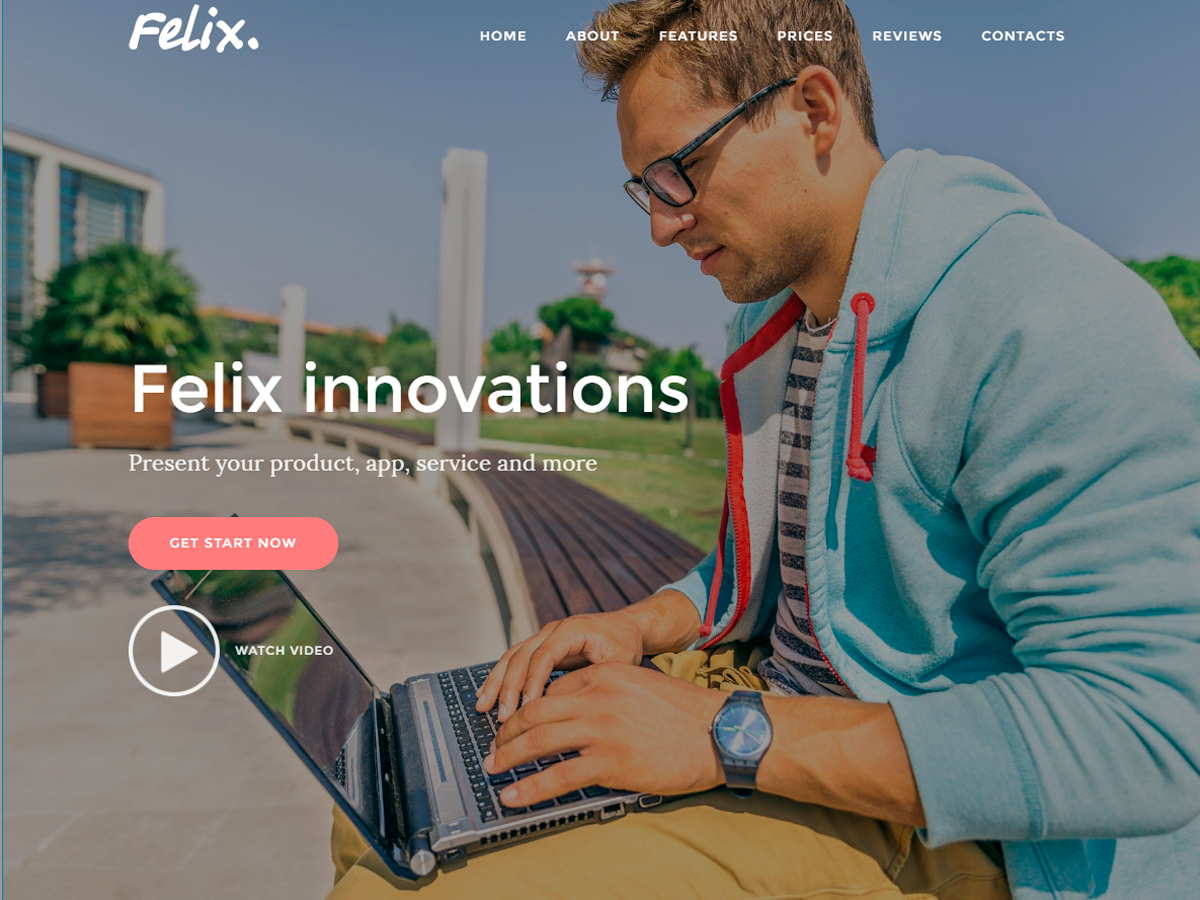 Felix.
HOME ABOUT FEATURES PRICES REVIEWS CONTACTS
Felix innovations
Present your product, app, service and more
GET START NOW
WATCH VIDEO